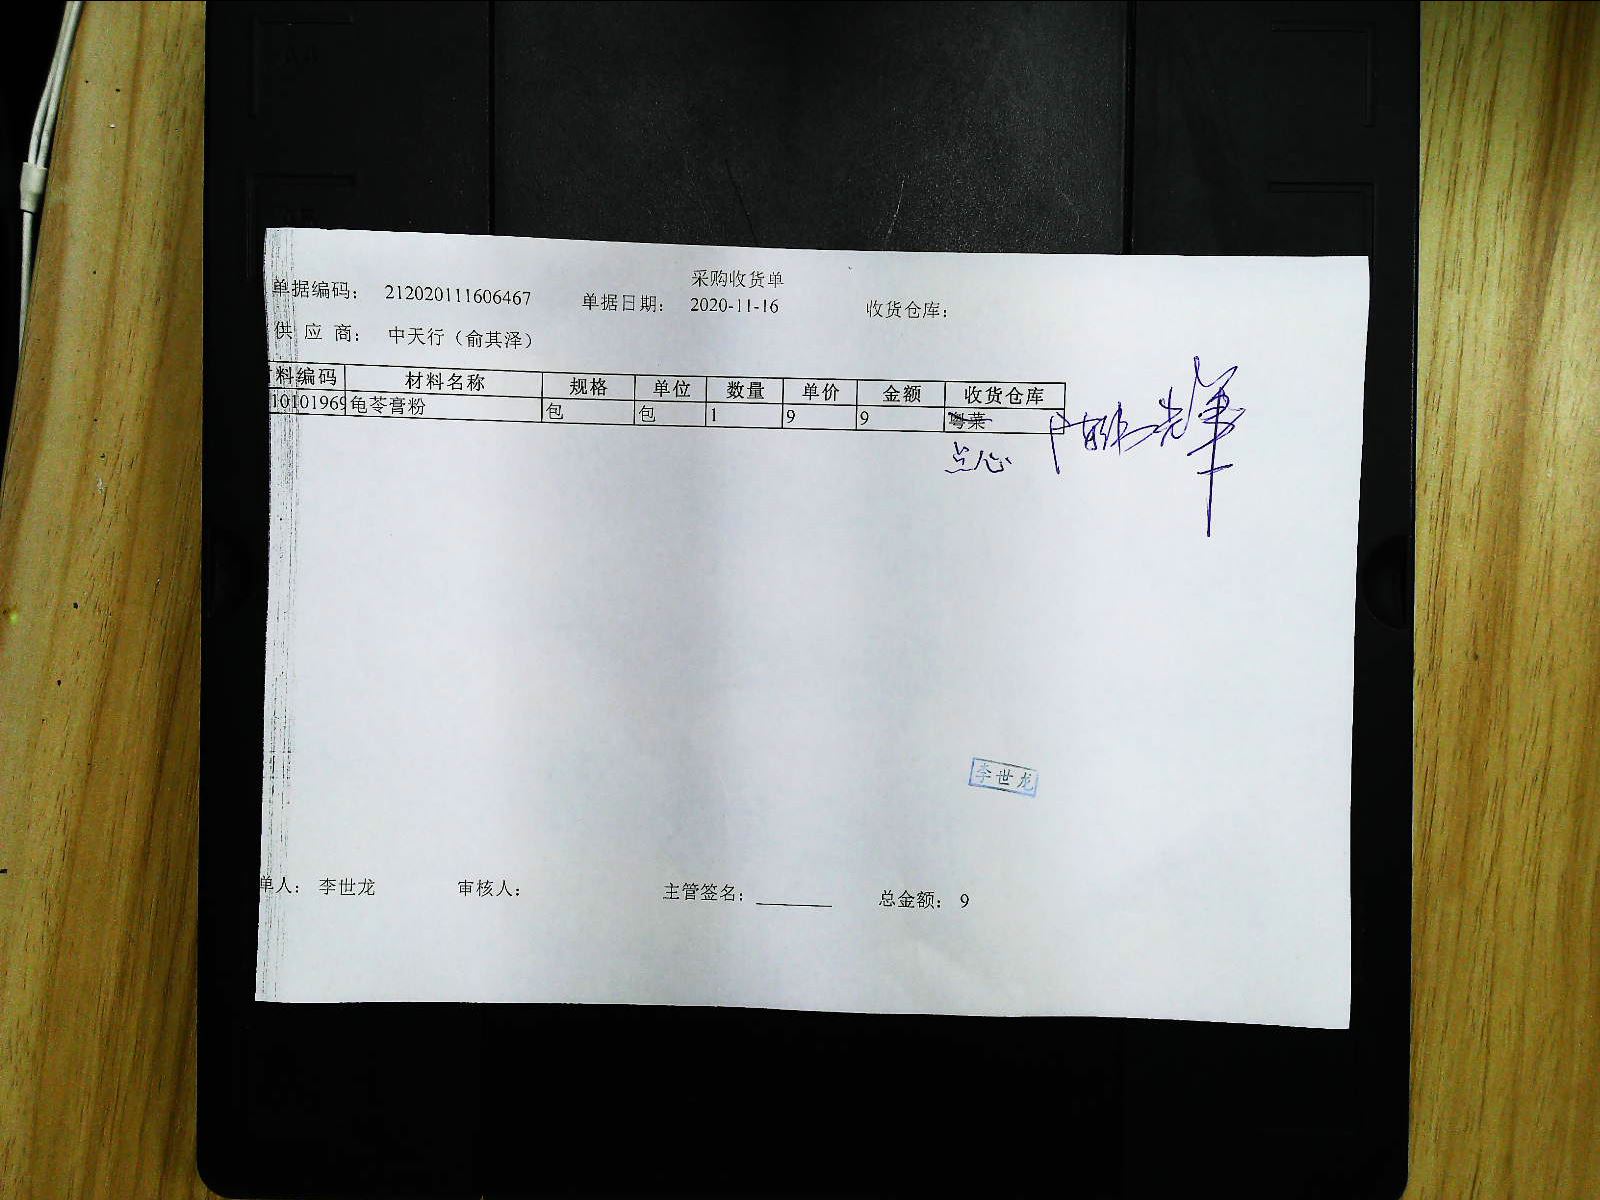 采购收货单
单据编码： 212020111606467 单据日期： 2020-11-16 收货仓库：
供 应 商： 中天行（俞其泽）
料编码 材料名称 规格 单位 数量 单价 金额 收货仓库
10101969 龟苓膏粉 包 包 1 9 9 粤菜
点心
李世龙
单人： 李世龙 审核人： 主管签名： 总金额： 9